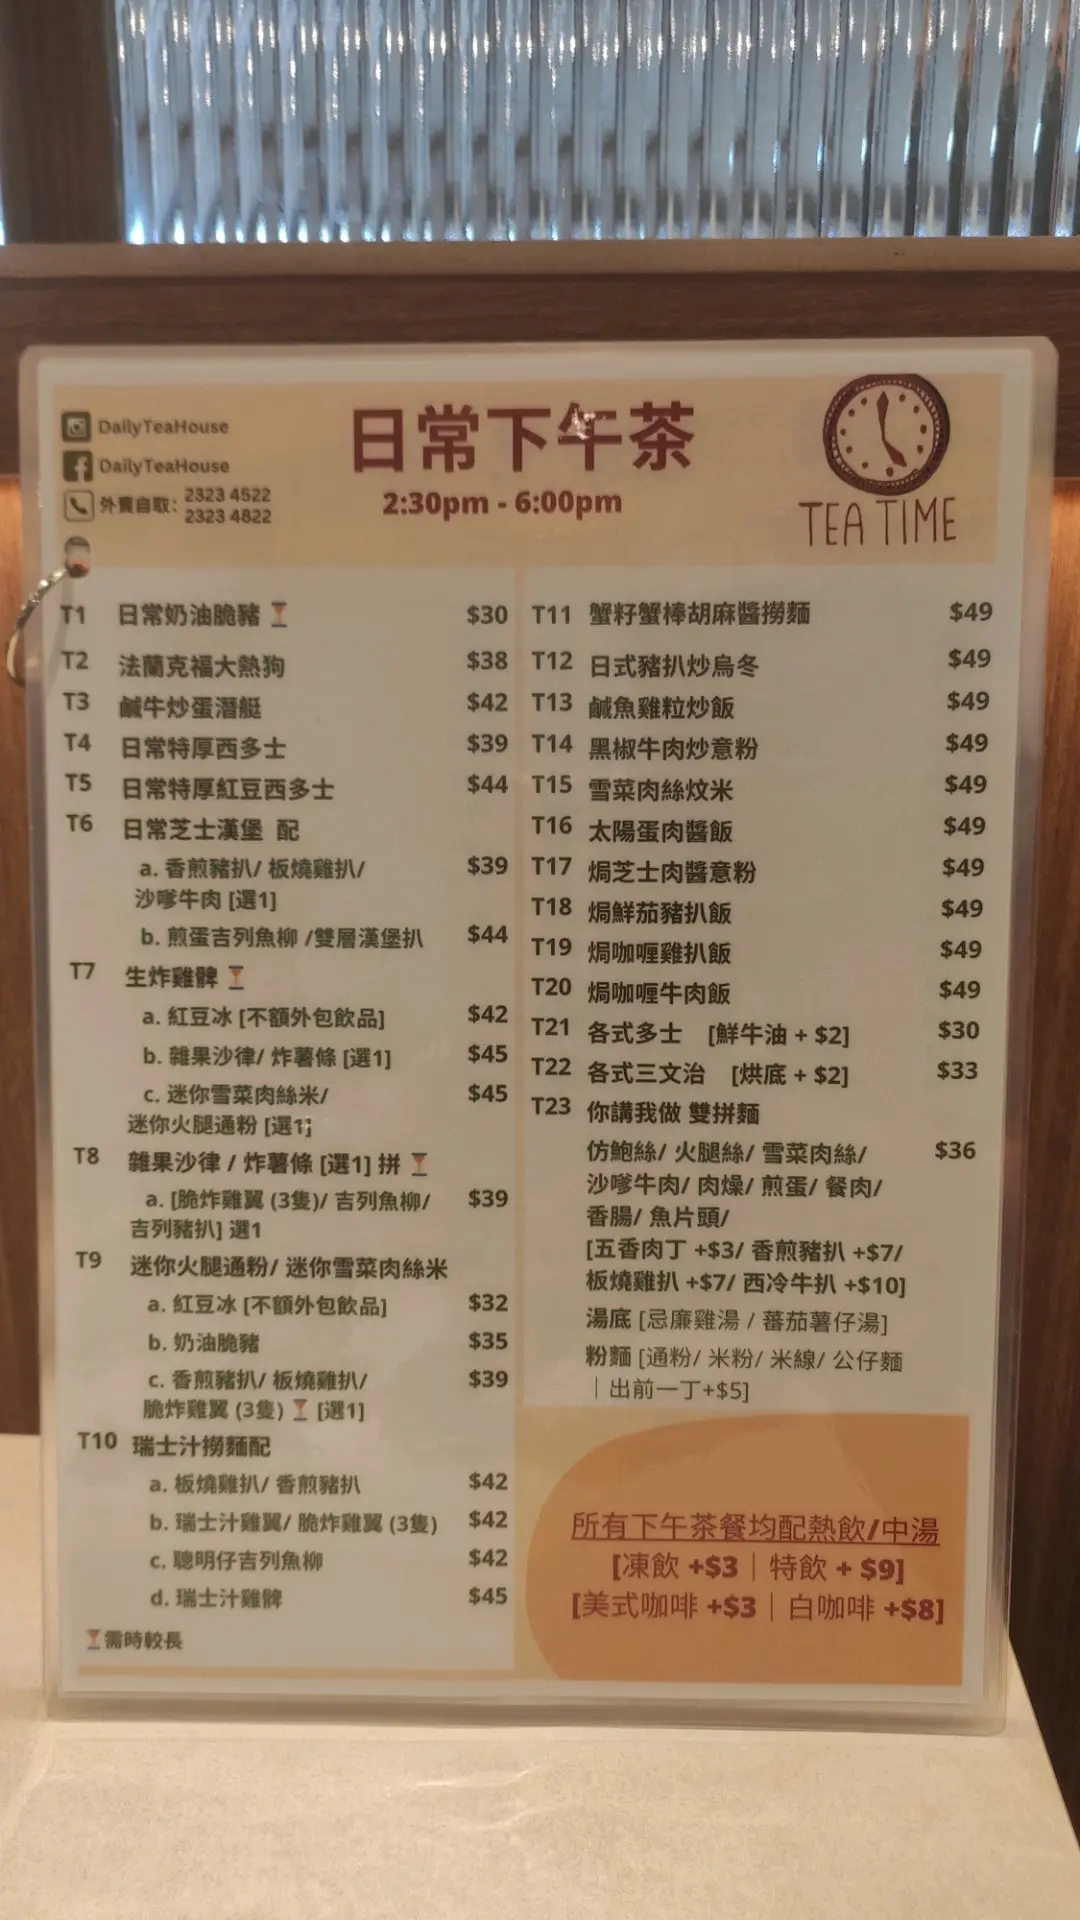 DailyTeaHouse
DailyTeaHouse
外賣自取: 2323 4522
2323 4822
日常下午茶
2:30pm - 6:00pm
TEA TIME
T1 日常奶油脆豬 $30
T2 法蘭克福大熱狗 $38
T3 鹹牛炒蛋潛艇 $42
T4 日常特厚西多士 $39
T5 日常特厚紅豆西多士 $44
T6 日常芝士漢堡 配
a. 香煎豬扒/ 板燒雞扒/ $39
沙嗲牛肉 [選1]
b. 煎蛋吉列魚柳 /雙層漢堡扒 $44
T7 生炸雞髀
a. 紅豆冰 [不額外包飲品] $42
b. 雜果沙律/ 炸薯條 [選1] $45
c. 迷你雪菜肉絲米/ $45
迷你火腿通粉 [選1]
T8 雜果沙律 / 炸薯條 [選1] 拼
a. [脆炸雞翼 (3隻)/ 吉列魚柳/ $39
吉列豬扒] 選1
T9 迷你火腿通粉/ 迷你雪菜肉絲米
a. 紅豆冰 [不額外包飲品] $32
b. 奶油脆豬 $35
c. 香煎豬扒/ 板燒雞扒/ $39
脆炸雞翼 (3隻) [選1]
T10 瑞士汁撈麵配
a. 板燒雞扒/ 香煎豬扒 $42
b. 瑞士汁雞翼/ 脆炸雞翼 (3隻) $42
c. 聰明仔吉列魚柳 $42
d. 瑞士汁雞髀 $45
需時較長
T11 蟹籽蟹棒胡麻醬撈麵 $49
T12 日式豬扒炒烏冬 $49
T13 鹹魚雞粒炒飯 $49
T14 黑椒牛肉炒意粉 $49
T15 雪菜肉絲炆米 $49
T16 太陽蛋肉醬飯 $49
T17 焗芝士肉醬意粉 $49
T18 焗鮮茄豬扒飯 $49
T19 焗咖喱雞扒飯 $49
T20 焗咖喱牛肉飯 $49
T21 各式多士 [鮮牛油 + $2] $30
T22 各式三文治 [烘底 + $2] $33
T23 你講我做 雙拼麵
仿鮑絲/ 火腿絲/ 雪菜肉絲/ $36
沙嗲牛肉/ 肉燥/ 煎蛋/ 餐肉/
香腸/ 魚片頭/
[五香肉丁 +$3/ 香煎豬扒 +$7/
板燒雞扒 +$7/ 西冷牛扒 +$10]
湯底 [忌廉雞湯 / 蕃茄薯仔湯]
粉麵 [通粉/ 米粉/ 米線/ 公仔麵
｜出前一丁+$5]
所有下午茶餐均配熱飲/中湯
[凍飲 +$3｜特飲 + $9]
[美式咖啡 +$3｜白咖啡 +$8]